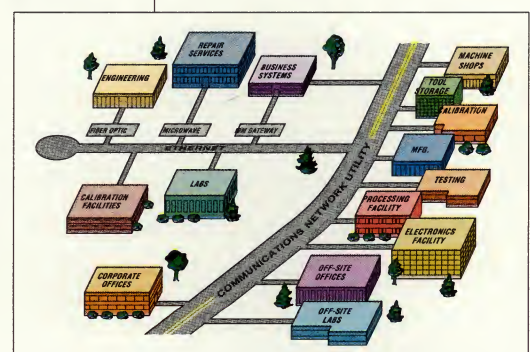 REPAIR
SERVICES
ENGINEERING
BUSINESS
SYSTEMS
MACHINE
SHOPS
TOOL
STORAGE
CALIBRATION
FIBER OPTIC
MICROWAVE
IBM GATEWAY
ETHERNET
MFG.
LABS
TESTING
CALIBRATION
FACILITIES
PROCESSING
FACILITY
COMMUNICATIONS NETWORK UTILITY
ELECTRONICS
FACILITY
CORPORATE
OFFICES
OFF-SITE
OFFICES
OFF-SITE
LABS